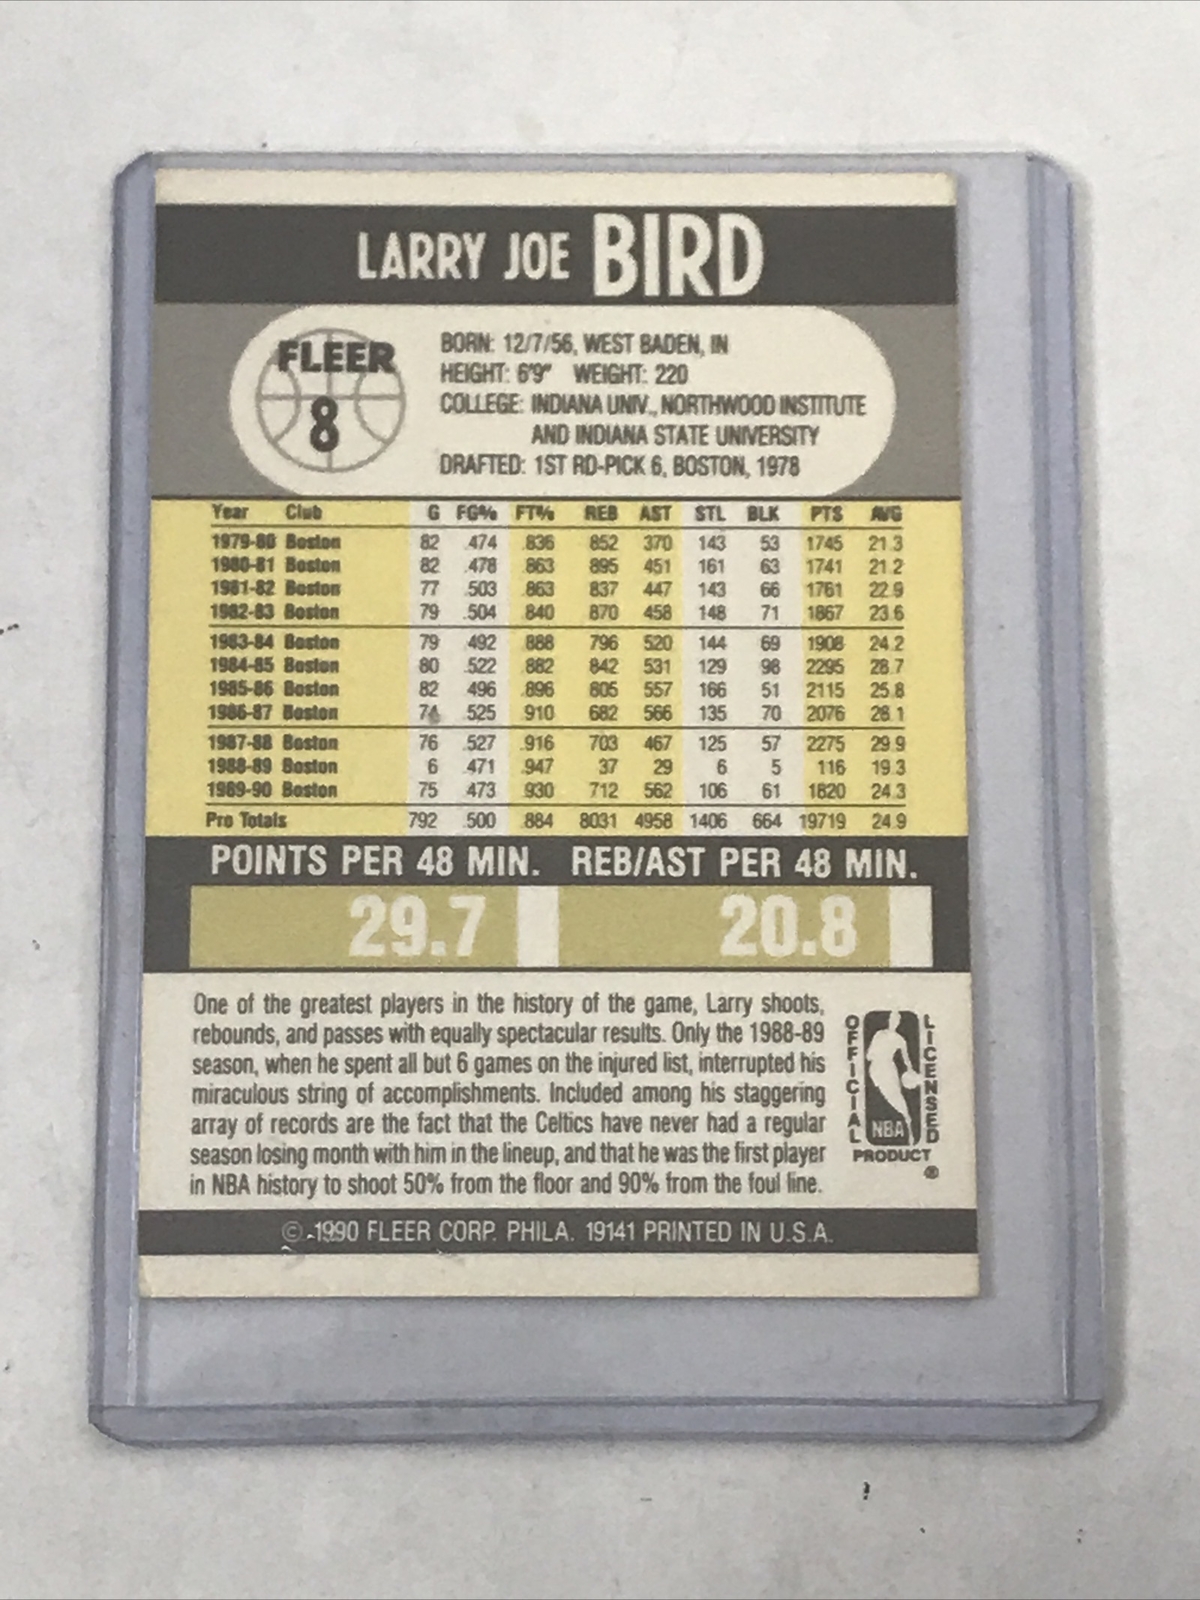 LARRY JOE BIRD
FLEER
8
BORN: 12/7/56, WEST BADEN, IN
HEIGHT: 6'9" WEIGHT: 220
COLLEGE: INDIANA UNIV., NORTHWOOD INSTITUTE
AND INDIANA STATE UNIVERSITY
DRAFTED: 1ST RD-PICK 6, BOSTON, 1978
Year Club G FG% FT% REB AST STL BLK PTS AVG
1979-80 Boston 82 .474 .836 852 370 143 53 1745 21.3
1980-81 Boston 82 .478 .863 895 451 161 63 1741 21.2
1981-82 Boston 77 .503 .863 837 447 143 66 1761 22.9
1982-83 Boston 79 .504 .840 870 458 148 71 1867 23.6
1983-84 Boston 79 .492 .888 796 520 144 69 1908 24.2
1984-85 Boston 80 .522 .882 842 531 129 98 2295 28.7
1985-86 Boston 82 .496 .896 805 557 166 51 2115 25.8
1986-87 Boston 74 .525 .910 682 566 135 70 2076 28.1
1987-88 Boston 76 .527 .916 703 467 125 57 2275 29.9
1988-89 Boston 6 .471 .947 37 29 6 5 116 19.3
1989-90 Boston 75 .473 .930 712 562 106 61 1820 24.3
Pro Totals 792 .500 .884 8031 4958 1406 664 19719 24.9
POINTS PER 48 MIN. REB/AST PER 48 MIN.
29.7 20.8
One of the greatest players in the history of the game, Larry shoots,
rebounds, and passes with equally spectacular results. Only the 1988-89
season, when he spent all but 6 games on the injured list, interrupted his
miraculous string of accomplishments. Included among his staggering
array of records are the fact that the Celtics have never had a regular
season losing month with him in the lineup, and that he was the first player
in NBA history to shoot 50% from the floor and 90% from the foul line.
OFFICIAL
LICENSED
NBA
PRODUCT
®
© 1990 FLEER CORP. PHILA. 19141 PRINTED IN U.S.A.